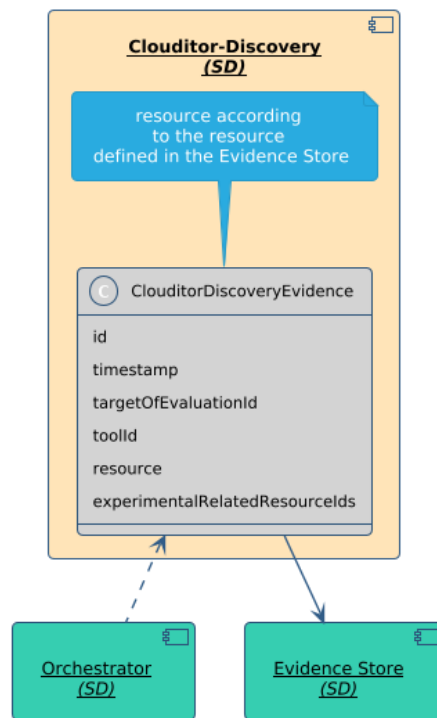 Clouditor-Discovery
(SD)
resource according
to the resource
defined in the Evidence Store
C ClouditorDiscoveryEvidence
id
timestamp
targetOfEvaluationId
toolId
resource
experimentalRelatedResourceIds
Orchestrator
(SD)
Evidence Store
(SD)